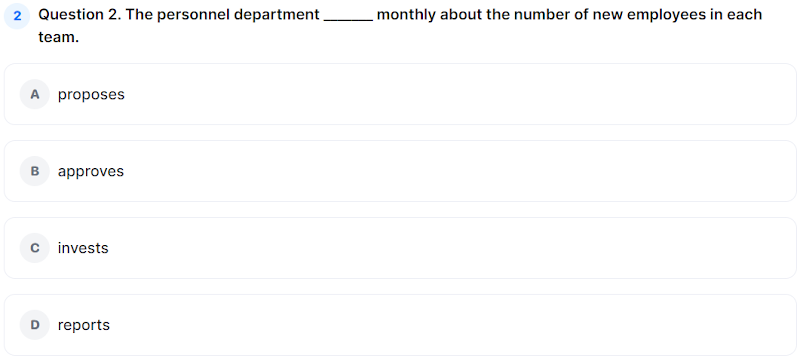 2 Question 2. The personnel department ______ monthly about the number of new employees in each
team.
A proposes
B approves
C invests
D reports